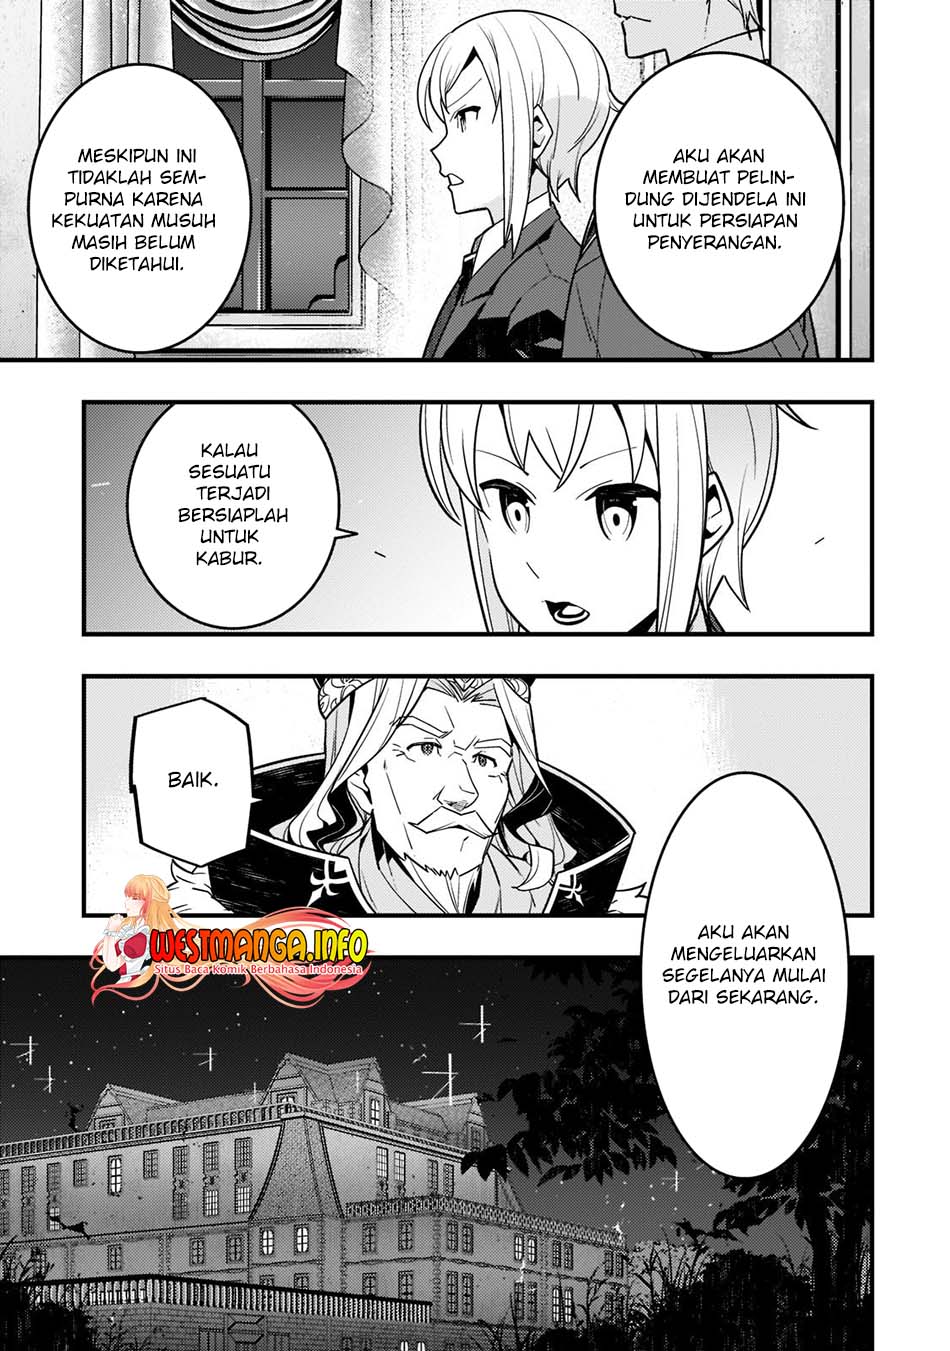 AKU AKAN
MEMBUAT PELIN-
DUNG DIJENDELA INI
UNTUK PERSIAPAN
PENYERANGAN.
MESKIPUN INI
TIDAKLAH SEM-
PURNA KARENA
KEKUATAN MUSUH
MASIH BELUM
DIKETAHUI.
KALAU
SESUATU
TERJADI
BERSIAPLAH
UNTUK
KABUR.
BAIK.
AKU AKAN
MENGELUARKAN
SEGELANYA MULAI
DARI SEKARANG.
WESTMANGA.INFO
Situs Baca Komik Berbahasa Indonesia